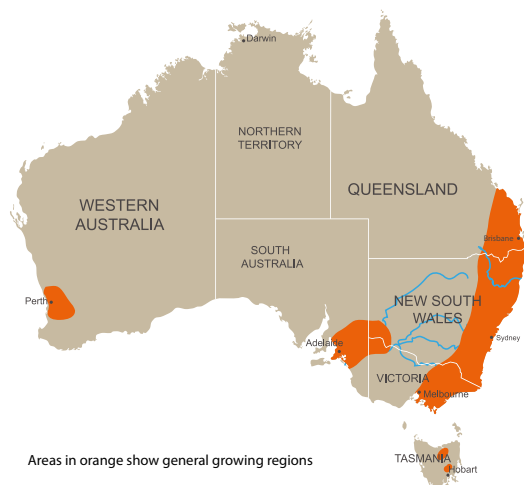 Darwin
NORTHERN
TERRITORY
QUEENSLAND
WESTERN
AUSTRALIA
Brisbane
SOUTH
AUSTRALIA
Perth
NEW SOUTH
WALES
Sydney
Adelaide
VICTORIA
Melbourne
TASMANIA
Hobart
Areas in orange show general growing regions